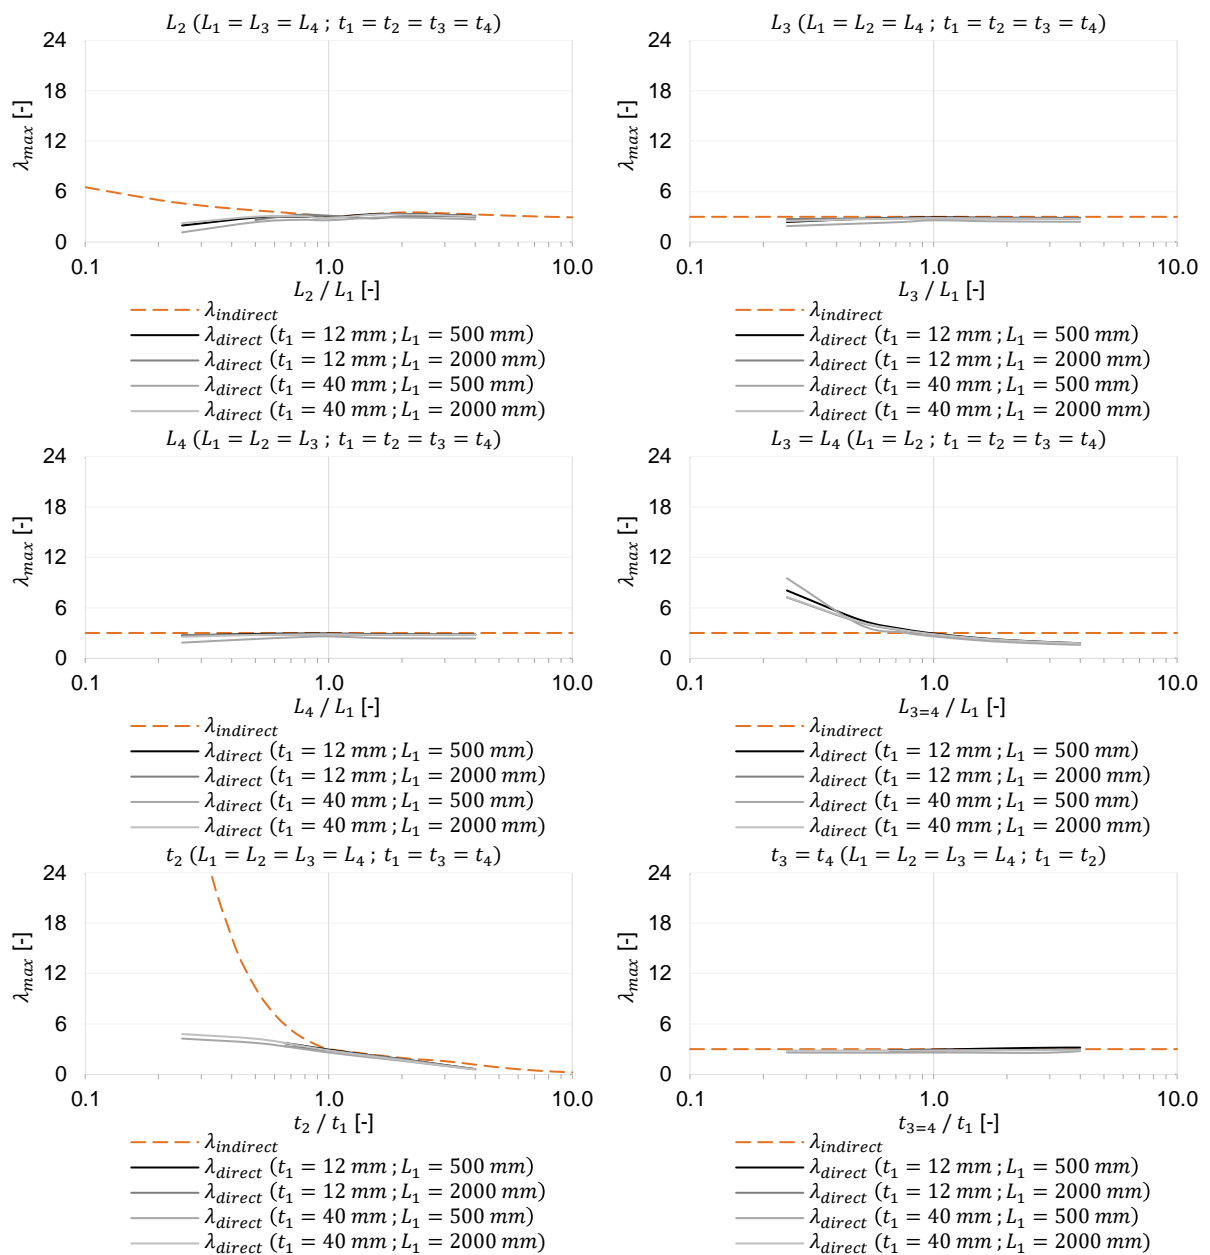 L₂ (L₁ = L₃ = L₄ ; t₁ = t₂ = t₃ = t₄)
24
18
12
6
0
λmax [-]
0.1
1.0
10.0
L₂ / L₁ [-]
λindirect
λdirect (t₁ = 12 mm ; L₁ = 500 mm)
λdirect (t₁ = 12 mm ; L₁ = 2000 mm)
λdirect (t₁ = 40 mm ; L₁ = 500 mm)
λdirect (t₁ = 40 mm ; L₁ = 2000 mm)
L₃ (L₁ = L₂ = L₄ ; t₁ = t₂ = t₃ = t₄)
24
18
12
6
0
λmax [-]
0.1
1.0
10.0
L₃ / L₁ [-]
λindirect
λdirect (t₁ = 12 mm ; L₁ = 500 mm)
λdirect (t₁ = 12 mm ; L₁ = 2000 mm)
λdirect (t₁ = 40 mm ; L₁ = 500 mm)
λdirect (t₁ = 40 mm ; L₁ = 2000 mm)
L₄ (L₁ = L₂ = L₃ ; t₁ = t₂ = t₃ = t₄)
24
18
12
6
0
λmax [-]
0.1
1.0
10.0
L₄ / L₁ [-]
λindirect
λdirect (t₁ = 12 mm ; L₁ = 500 mm)
λdirect (t₁ = 12 mm ; L₁ = 2000 mm)
λdirect (t₁ = 40 mm ; L₁ = 500 mm)
λdirect (t₁ = 40 mm ; L₁ = 2000 mm)
L₃ = L₄ (L₁ = L₂ ; t₁ = t₂ = t₃ = t₄)
24
18
12
6
0
λmax [-]
0.1
1.0
10.0
L₃₌₄ / L₁ [-]
λindirect
λdirect (t₁ = 12 mm ; L₁ = 500 mm)
λdirect (t₁ = 12 mm ; L₁ = 2000 mm)
λdirect (t₁ = 40 mm ; L₁ = 500 mm)
λdirect (t₁ = 40 mm ; L₁ = 2000 mm)
t₂ (L₁ = L₂ = L₃ = L₄ ; t₁ = t₃ = t₄)
24
18
12
6
0
λmax [-]
0.1
1.0
10.0
t₂ / t₁ [-]
λindirect
λdirect (t₁ = 12 mm ; L₁ = 500 mm)
λdirect (t₁ = 12 mm ; L₁ = 2000 mm)
λdirect (t₁ = 40 mm ; L₁ = 500 mm)
λdirect (t₁ = 40 mm ; L₁ = 2000 mm)
t₃ = t₄ (L₁ = L₂ = L₃ = L₄ ; t₁ = t₂)
24
18
12
6
0
λmax [-]
0.1
1.0
10.0
t₃₌₄ / t₁ [-]
λindirect
λdirect (t₁ = 12 mm ; L₁ = 500 mm)
λdirect (t₁ = 12 mm ; L₁ = 2000 mm)
λdirect (t₁ = 40 mm ; L₁ = 500 mm)
λdirect (t₁ = 40 mm ; L₁ = 2000 mm)